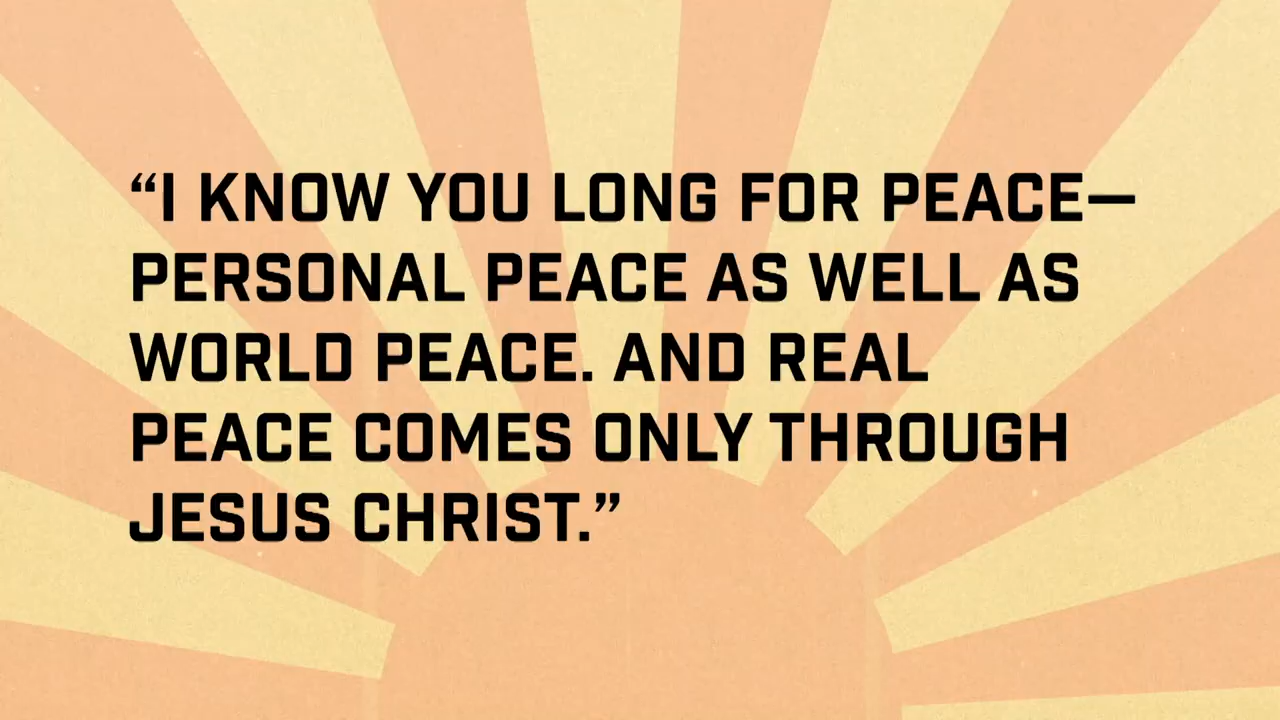 “I KNOW YOU LONG FOR PEACE—
PERSONAL PEACE AS WELL AS
WORLD PEACE. AND REAL
PEACE COMES ONLY THROUGH
JESUS CHRIST.”